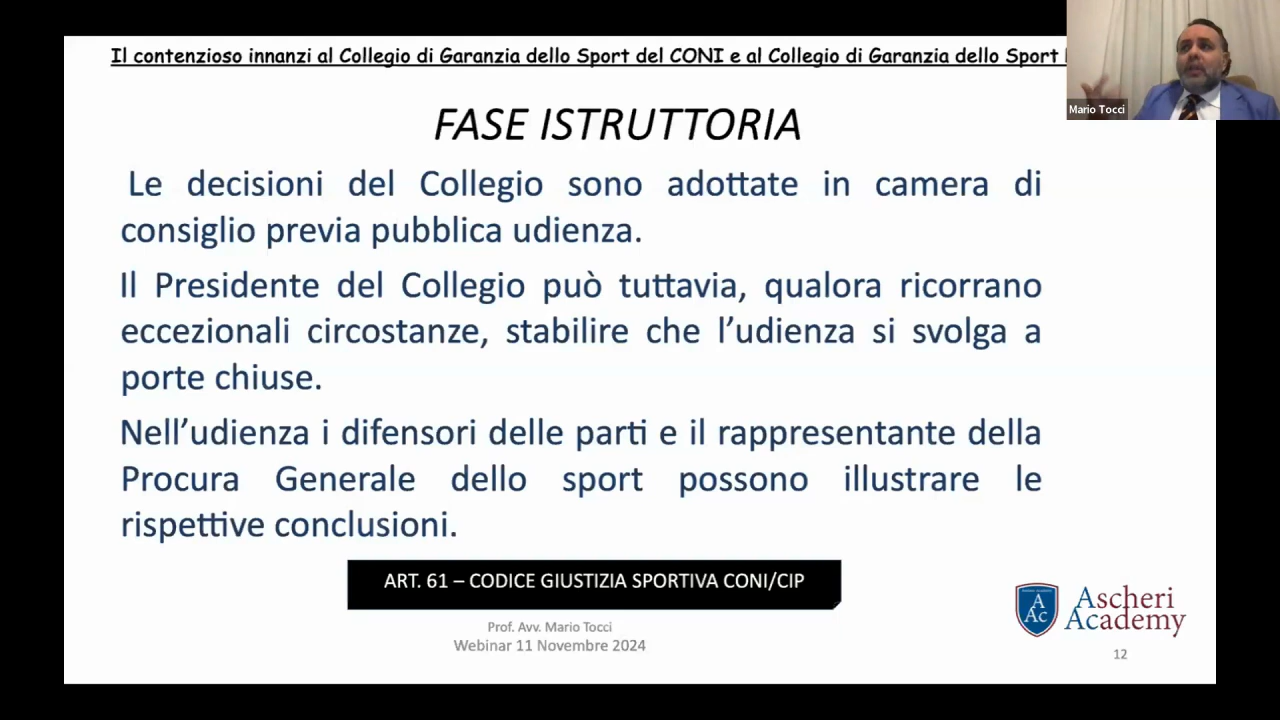 Il contenzioso innanzi al Collegio di Garanzia dello Sport del CONI e al Collegio di Garanzia dello Sport
Mario Tocci
FASE ISTRUTTORIA
Le decisioni del Collegio sono adottate in camera di
consiglio previa pubblica udienza.
Il Presidente del Collegio può tuttavia, qualora ricorrano
eccezionali circostanze, stabilire che l’udienza si svolga a
porte chiuse.
Nell’udienza i difensori delle parti e il rappresentante della
Procura Generale dello sport possono illustrare le
rispettive conclusioni.
ART. 61 – CODICE GIUSTIZIA SPORTIVA CONI/CIP
Prof. Avv. Mario Tocci
Webinar 11 Novembre 2024
A
Ac
Ascheri
Academy
12